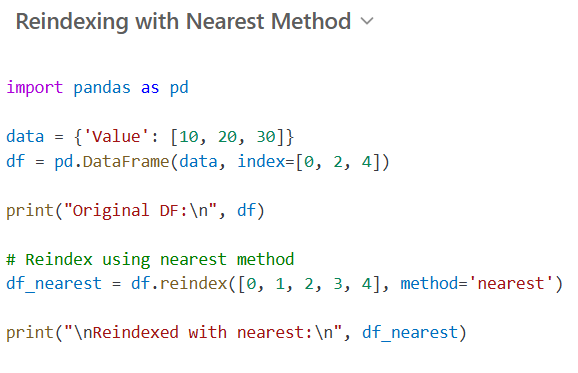 Reindexing with Nearest Method
import pandas as pd
data = {'Value': [10, 20, 30]}
df = pd.DataFrame(data, index=[0, 2, 4])
print("Original DF:\n", df)
# Reindex using nearest method
df_nearest = df.reindex([0, 1, 2, 3, 4], method='nearest')
print("\nReindexed with nearest:\n", df_nearest)